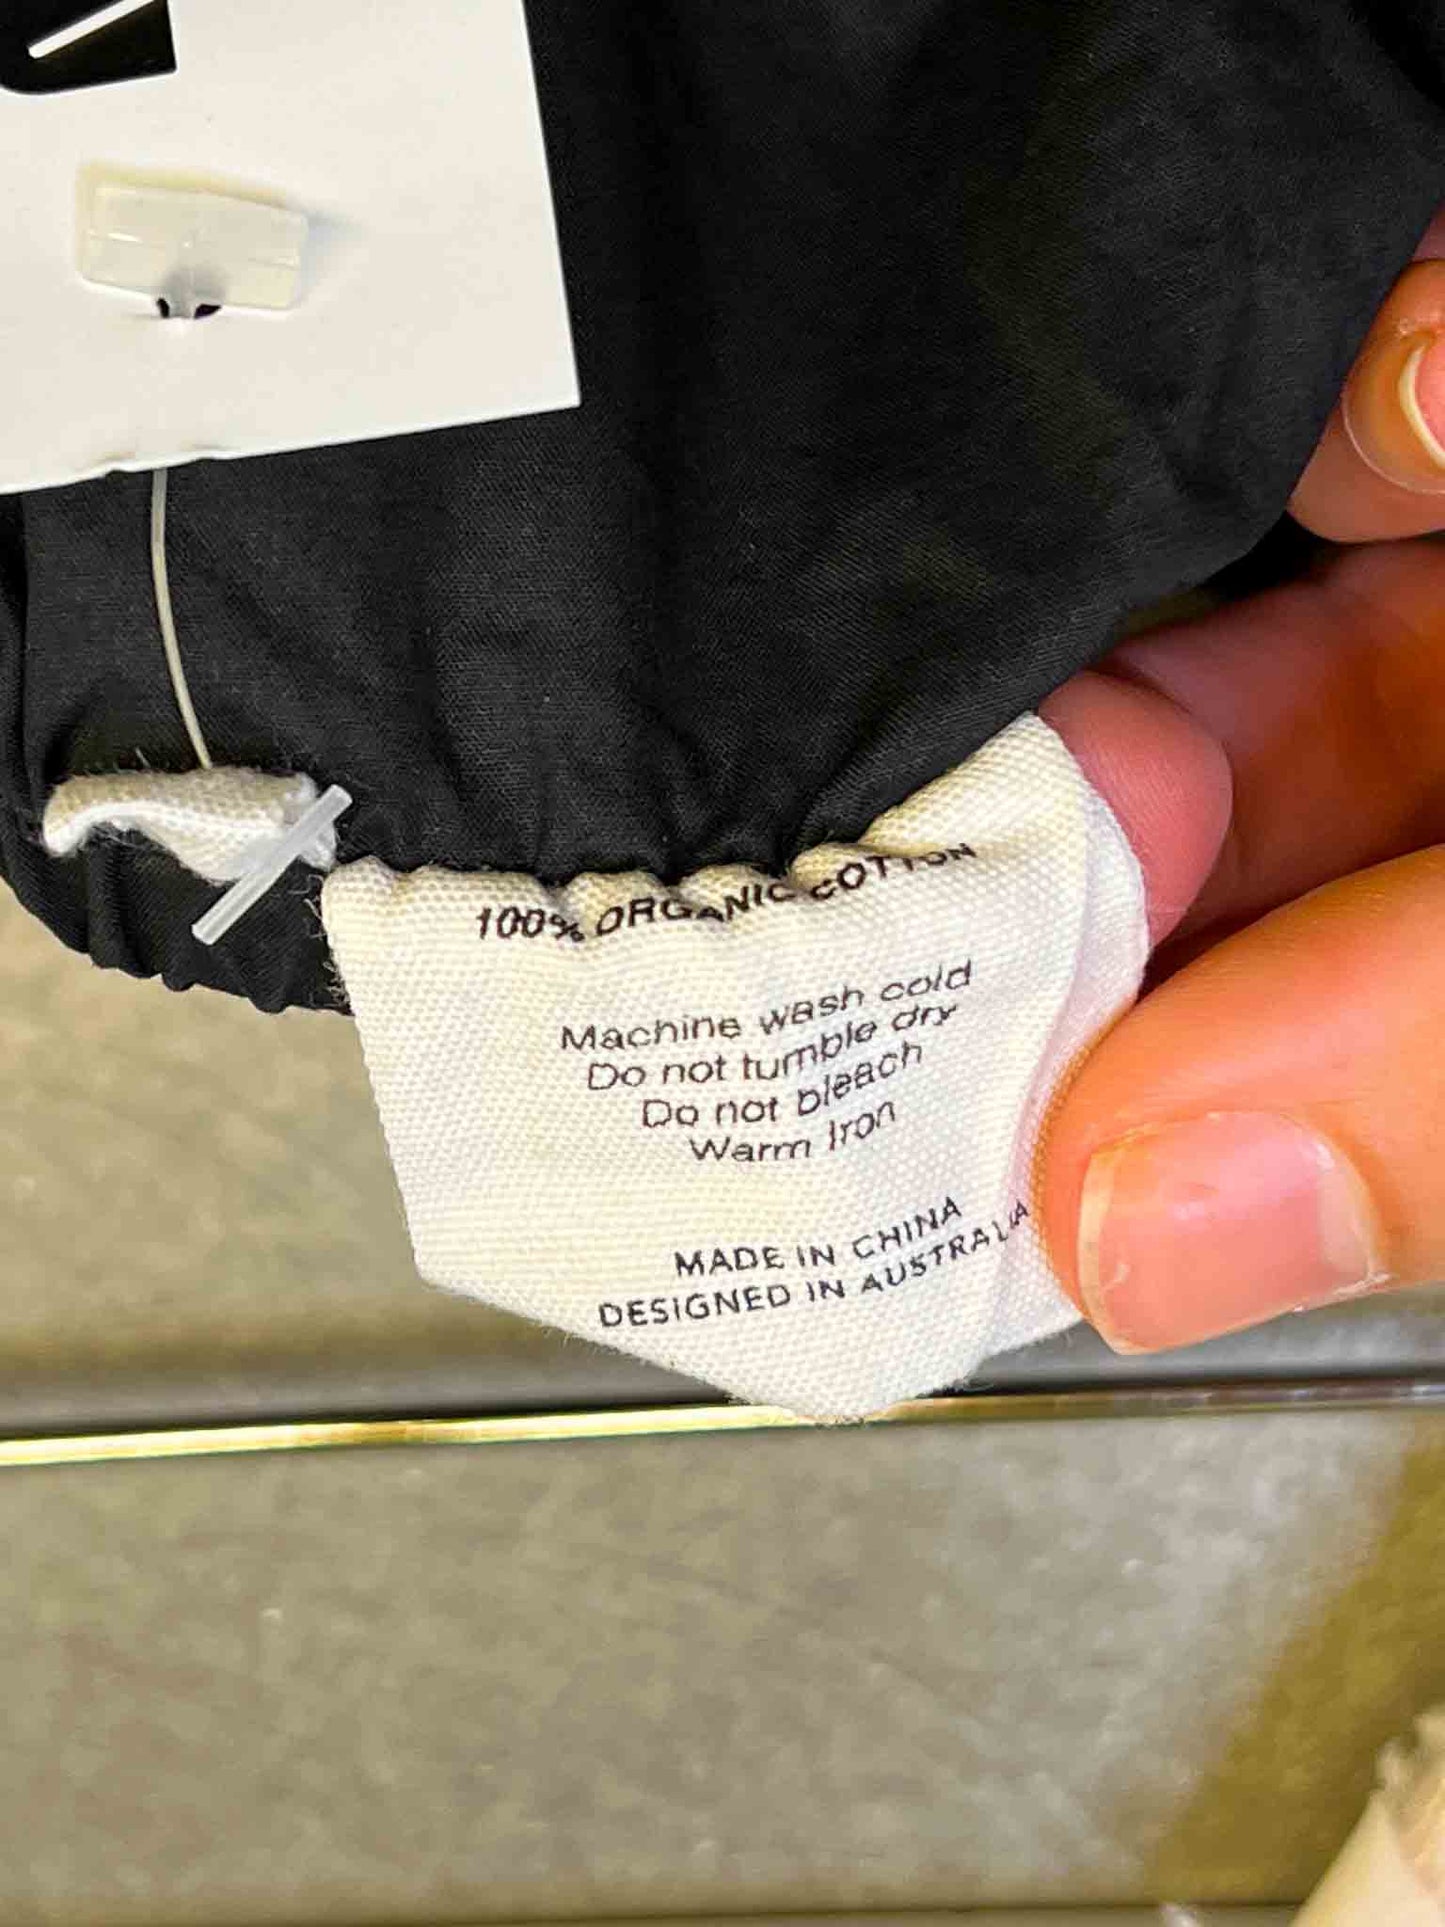 100% ORGANIC COTTON
Machine wash cold
Do not tumble dry
Do not bleach
Warm Iron
MADE IN CHINA
DESIGNED IN AUSTRALIA